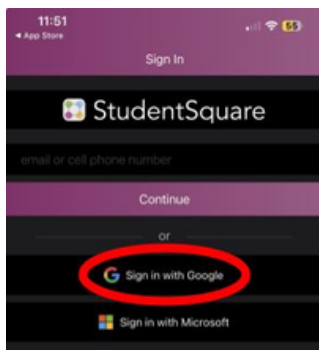 11:51
55
◄ App Store
Sign In
StudentSquare
email or cell phone number
Continue
or
Sign in with Google
Sign in with Microsoft